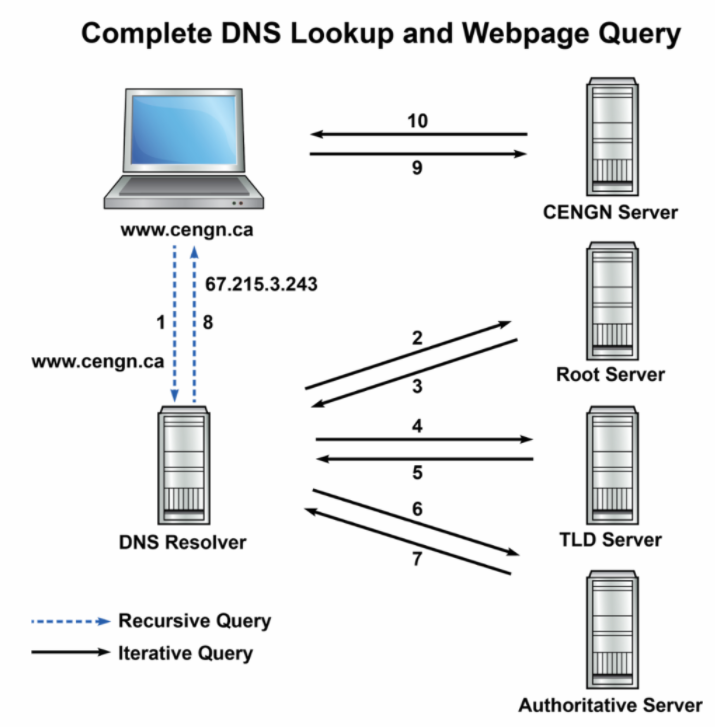 Complete DNS Lookup and Webpage Query
10
9
www.cengn.ca
CENGN Server
67.215.3.243
1
8
www.cengn.ca
2
3
Root Server
4
5
DNS Resolver
TLD Server
6
7
Recursive Query
Iterative Query
Authoritative Server